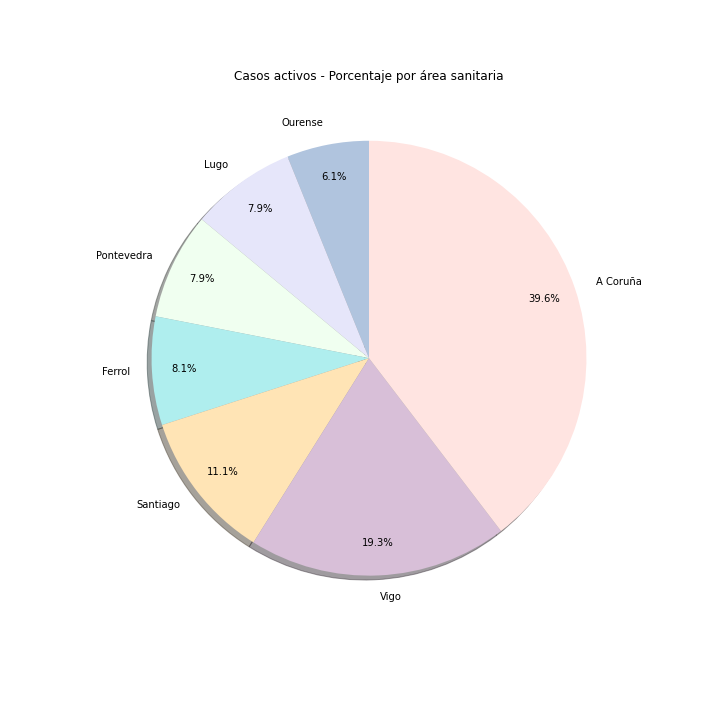 Casos activos - Porcentaje por área sanitaria
Ourense
6.1%
Lugo
7.9%
Pontevedra
7.9%
A Coruña
39.6%
Ferrol
8.1%
Santiago
11.1%
Vigo
19.3%